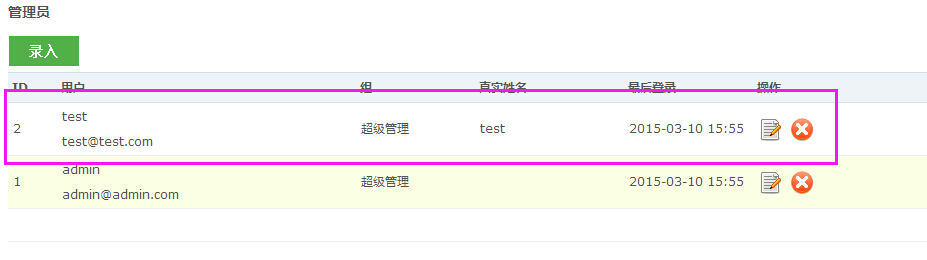 管理员
录入
ID 用户 组 真实姓名 最后登录 操作
test
2 超级管理 test 2015-03-10 15:55
test@test.com
admin
1 超级管理 2015-03-10 15:55
admin@admin.com